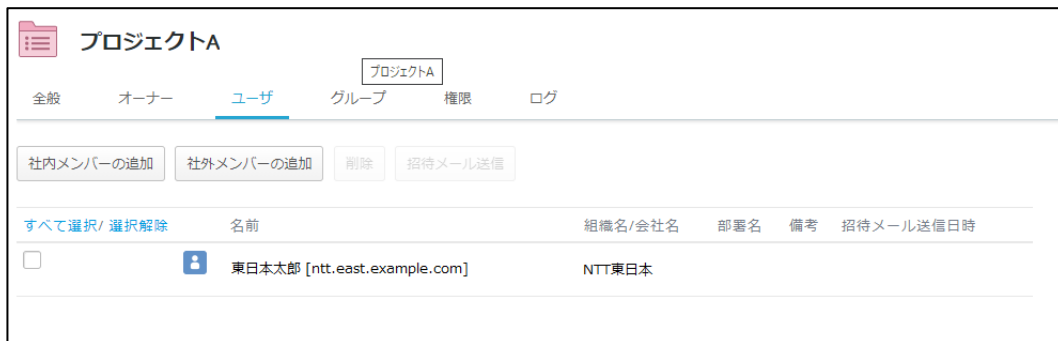 プロジェクトA
プロジェクトA
全般 オーナー ユーザ グループ 権限 ログ
社内メンバーの追加 社外メンバーの追加 削除 招待メール送信
すべて選択/ 選択解除 名前 組織名/会社名 部署名 備考 招待メール送信日時
東日本太郎 [ntt.east.example.com] NTT東日本